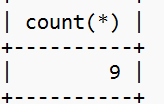 | count(*) |
+----------+
|        9 |
+----------+